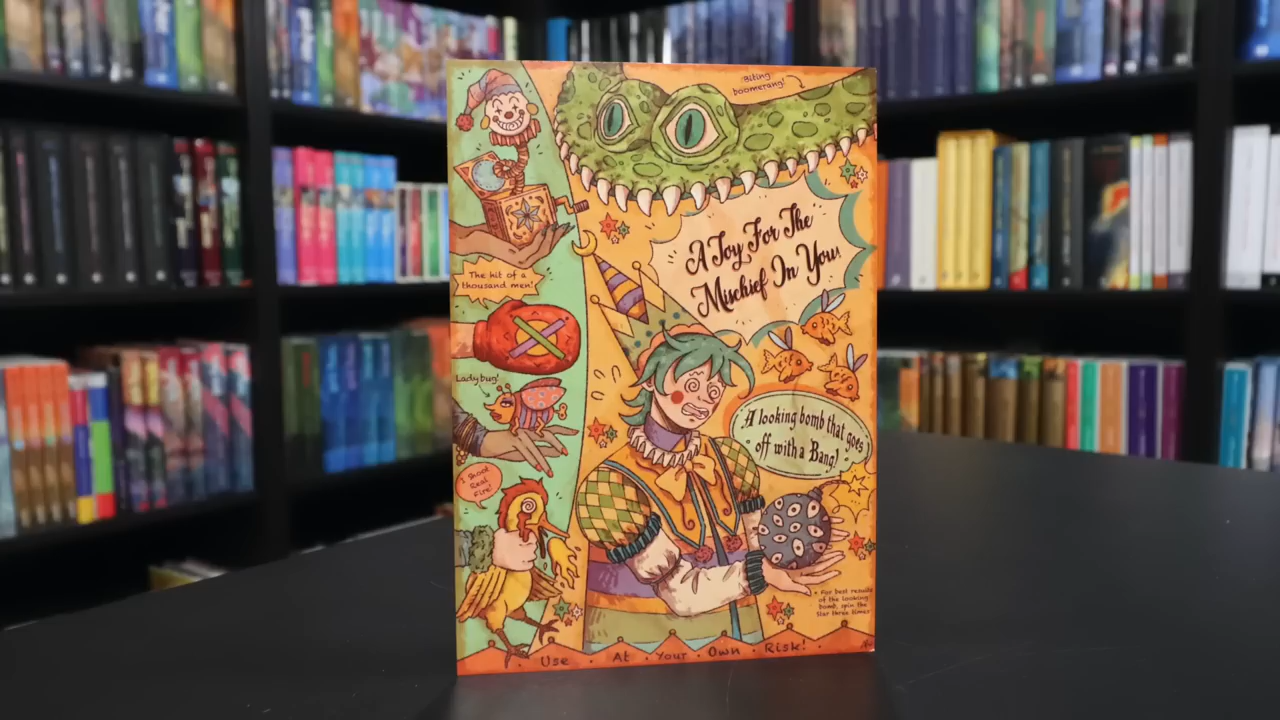 Biting
boomerang!
A Toy For The
Mischief In You!
The hit of a
thousand men!
Ladybug!
A looking bomb that goes
off with a Bang!
I Shoot
Real
Fire!
• For best results
of the looking
bomb, spin the
star three times
Use • At • Your • Own • Risk!